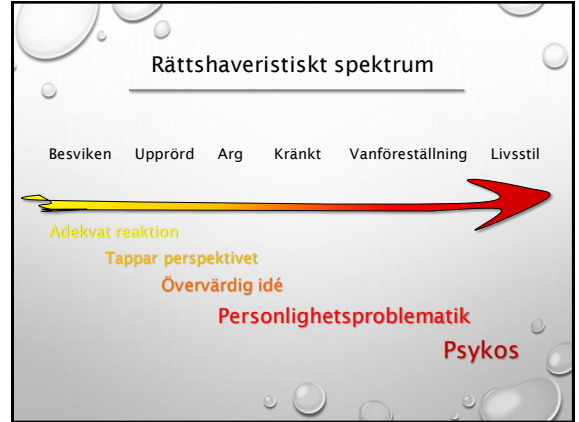 Rättshaveristiskt spektrum
Besviken Upprörd Arg Kränkt Vanföreställning Livsstil
Adekvat reaktion
Tappar perspektivet
Övervärdig idé
Personlighetsproblematik
Psykos